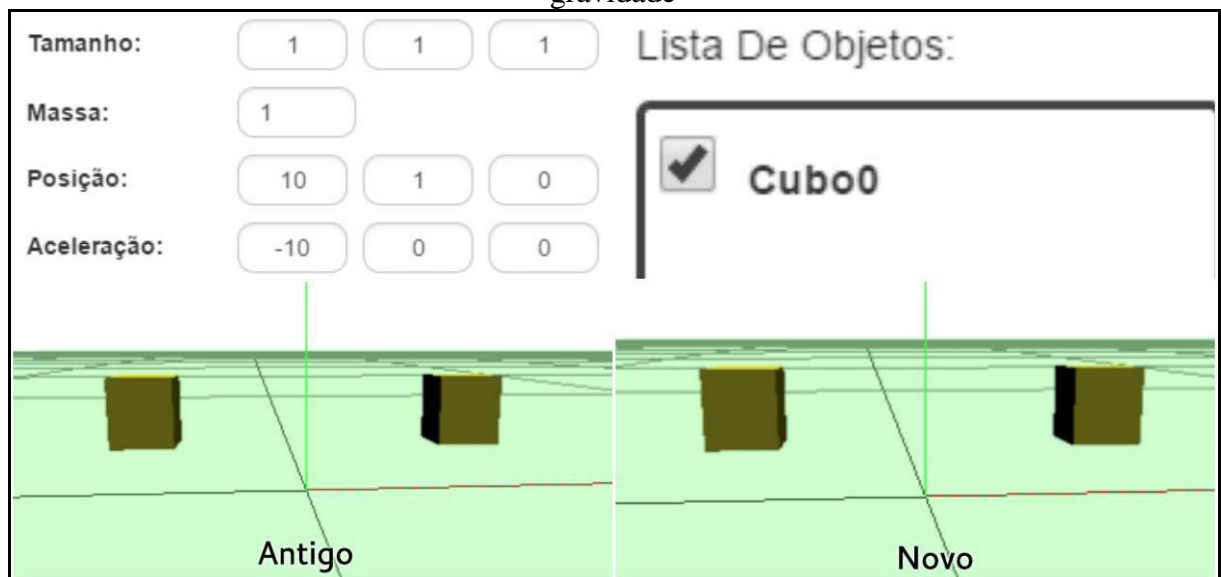 gravidade
Tamanho: 1 1 1
Massa: 1
Posição: 10 1 0
Aceleração: -10 0 0
Lista De Objetos:
Cubo0
Antigo
Novo